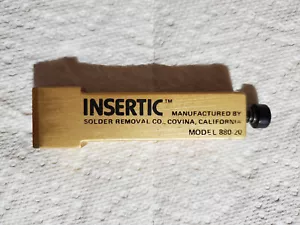 INSERTIC™
MANUFACTURED BY
SOLDER REMOVAL CO., COVINA, CALIFORNIA
MODEL 880-20